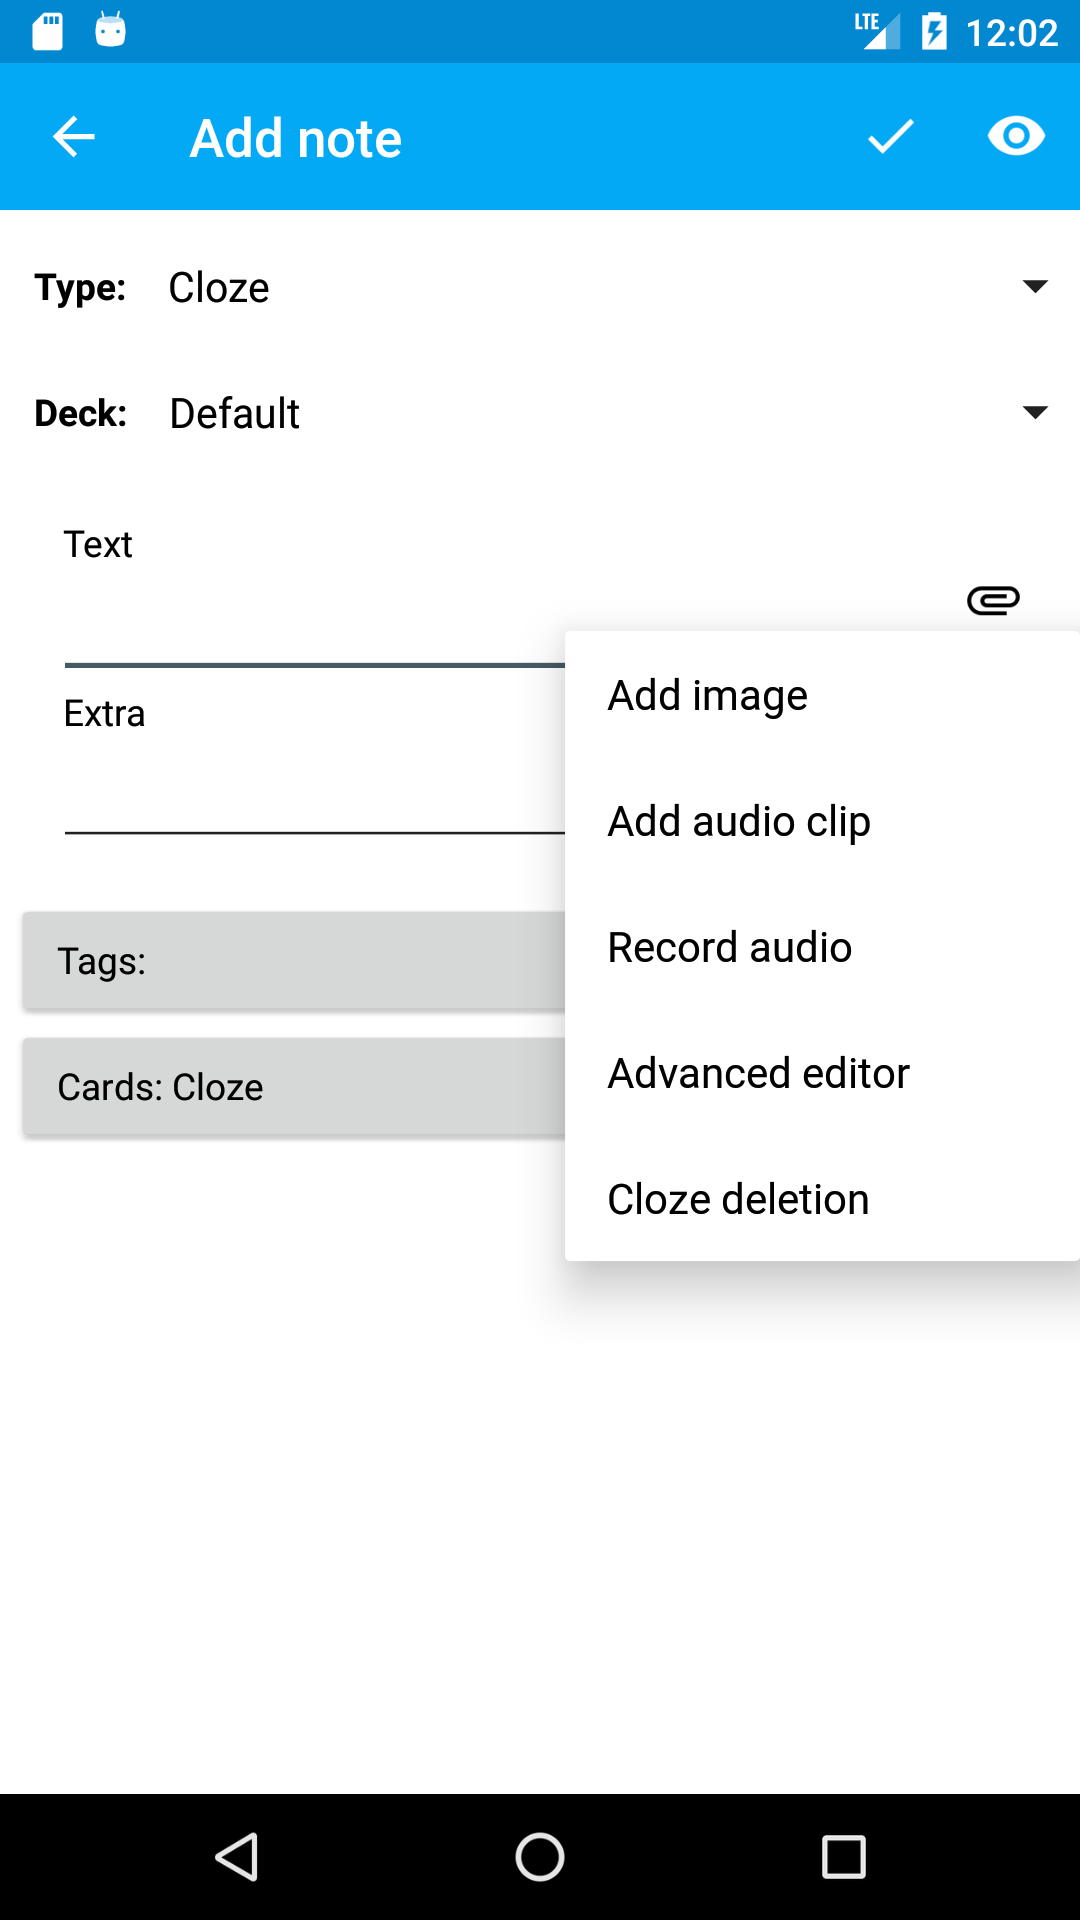 LTE 12:02
Add note
Type: Cloze
Deck: Default
Text
Extra
Add image
Add audio clip
Record audio
Advanced editor
Cloze deletion
Tags:
Cards: Cloze